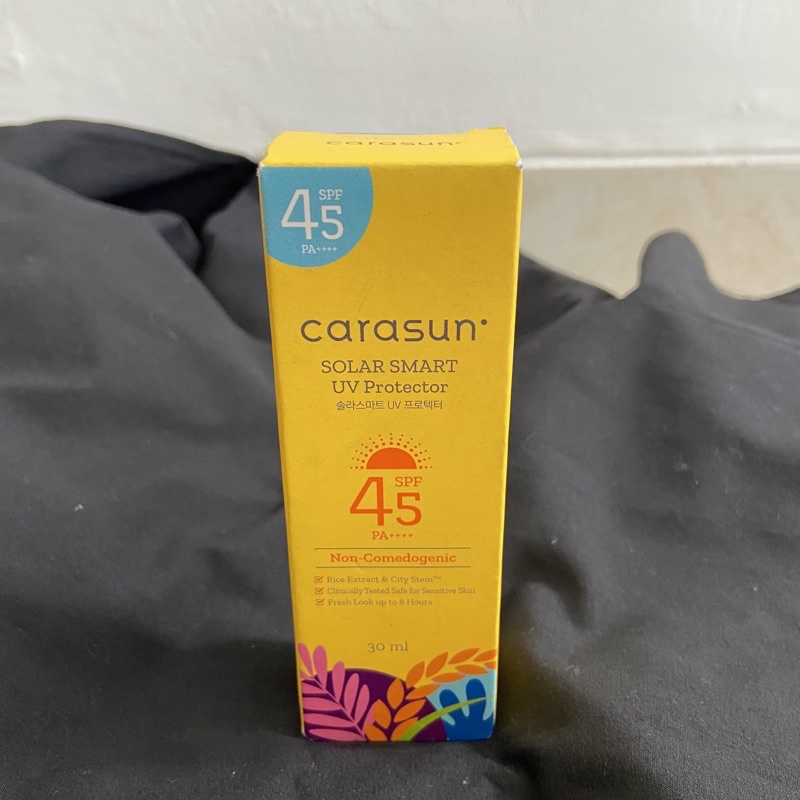 carasun
SPF
45
PA++++
carasun
SOLAR SMART
UV Protector
솔라스마트 UV 프로텍터
SPF
45
PA++++
Non-Comedogenic
Rice Extract & City Stem™
Clinically Tested Safe for Sensitive Skin
Fresh Look up to 8 Hours
30 ml